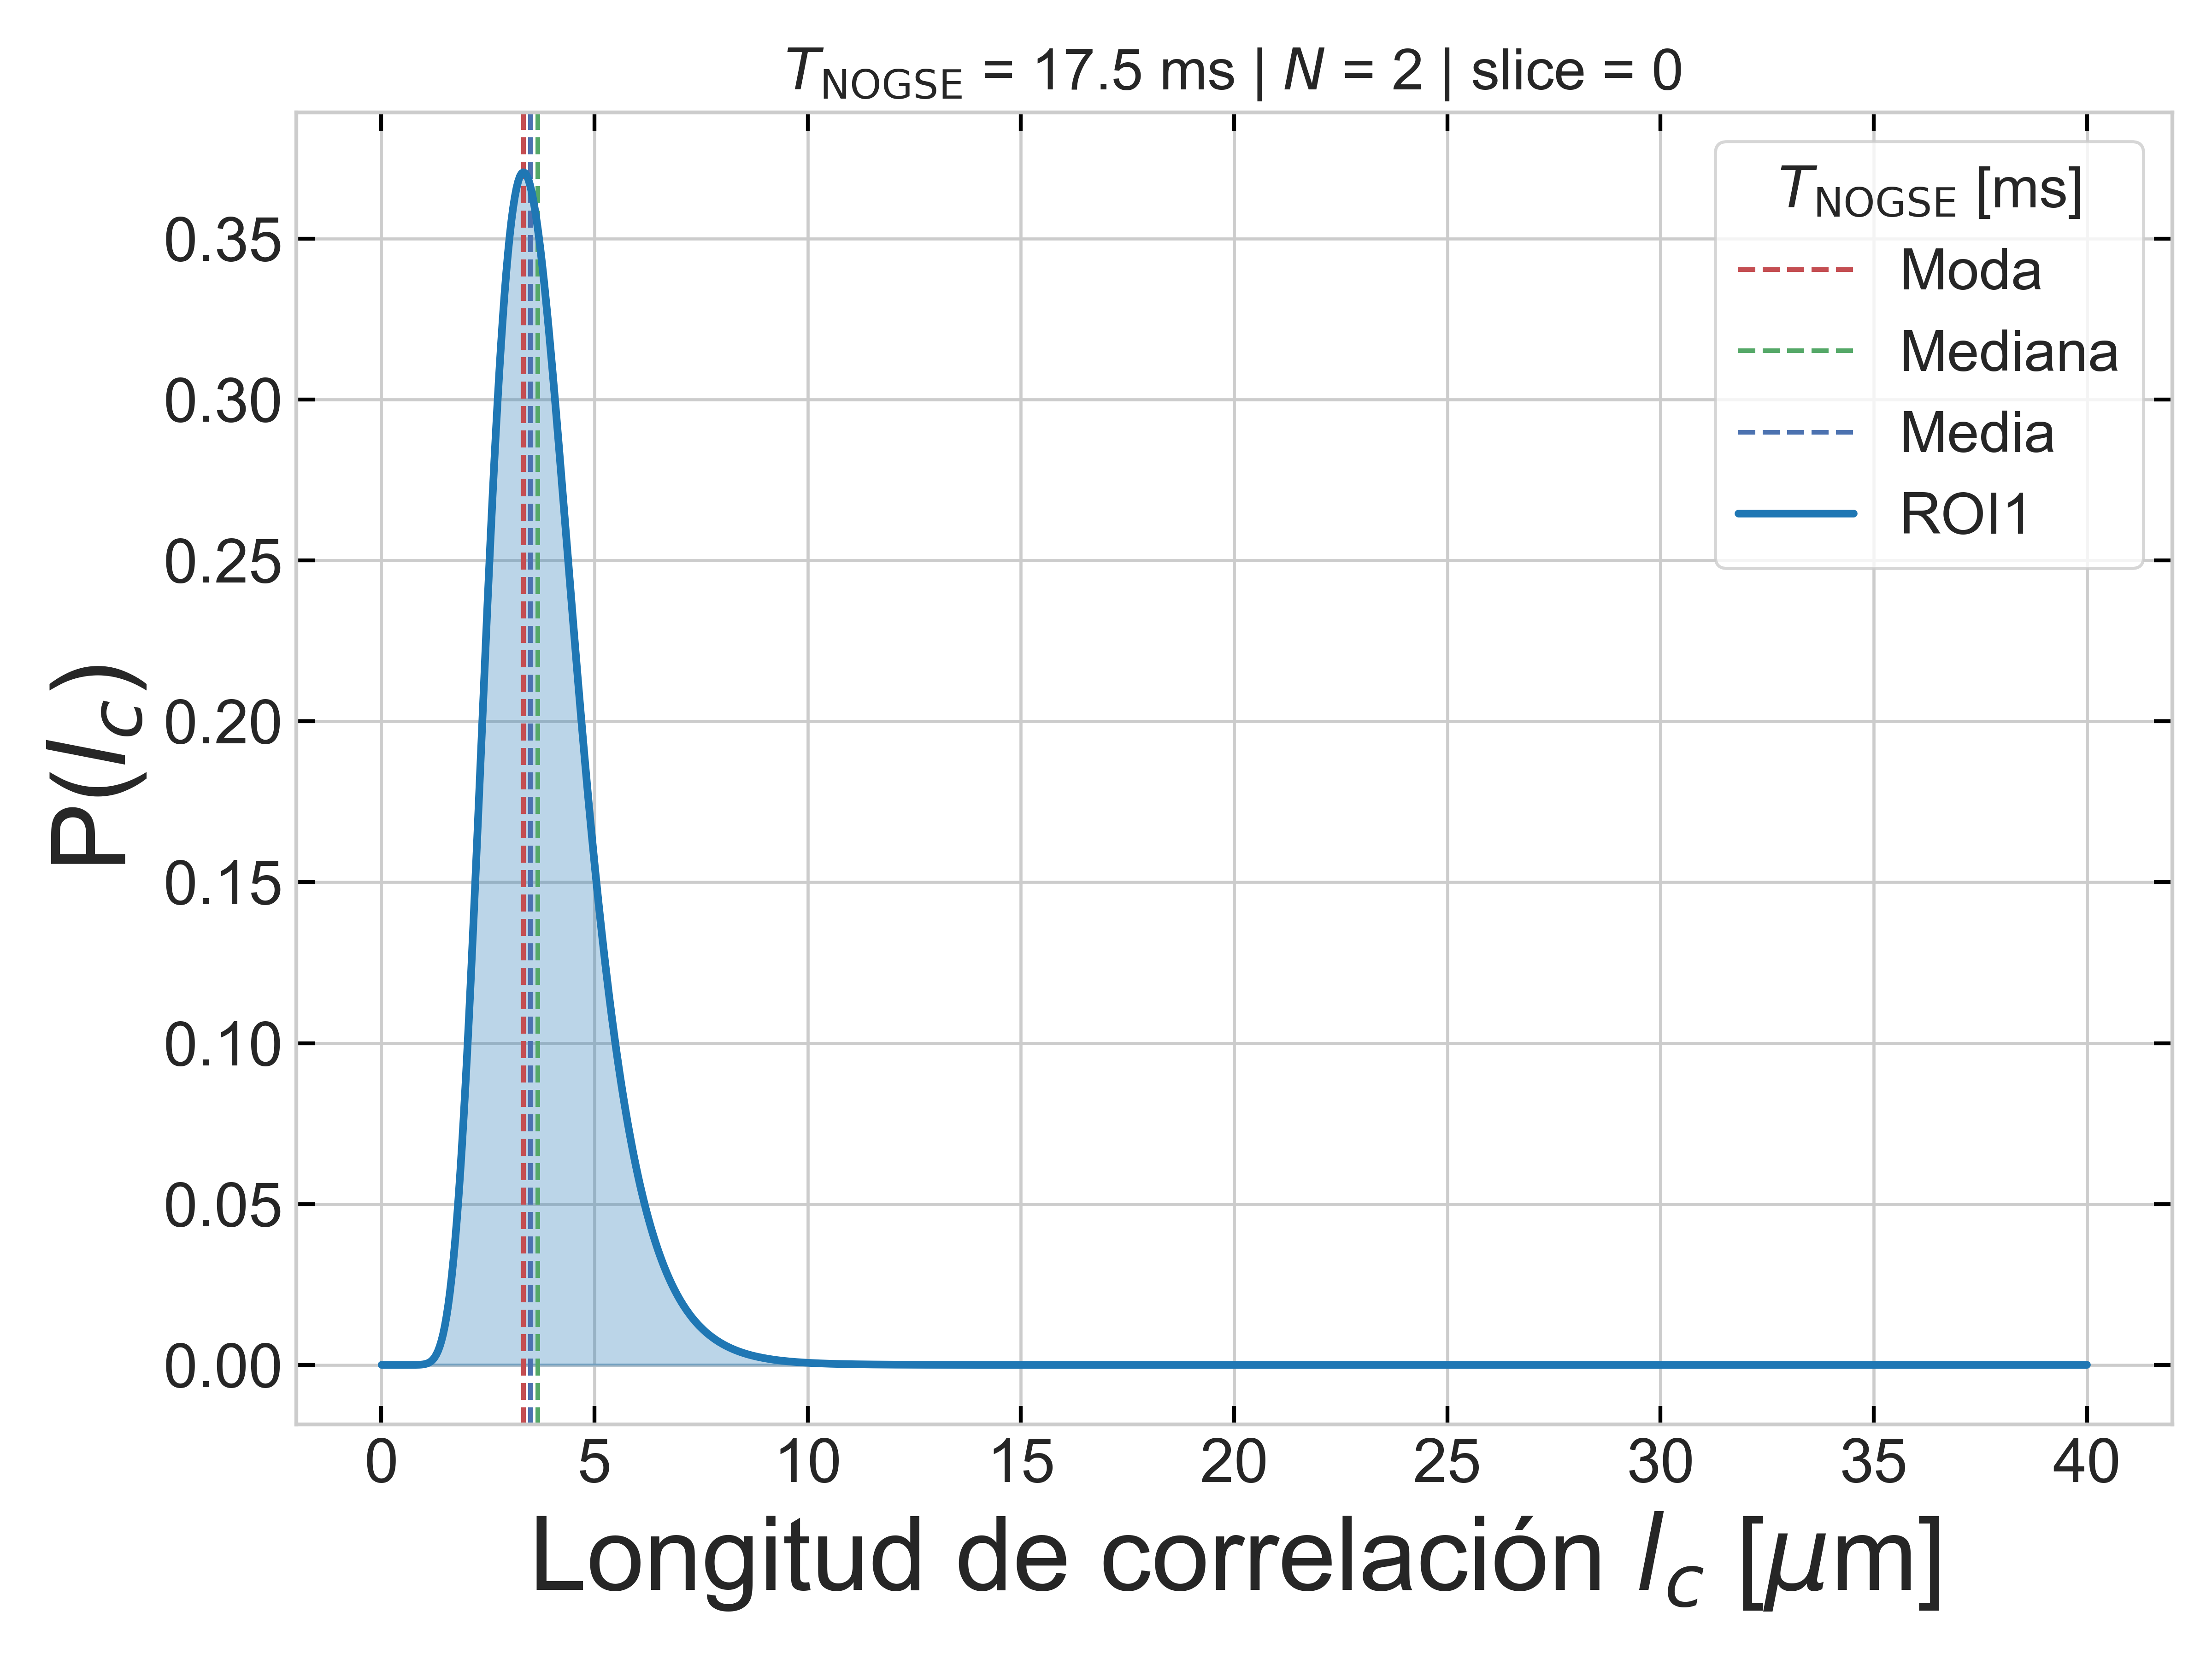 T_NOGSE = 17.5 ms | N = 2 | slice = 0
T_NOGSE [ms]
Moda
Mediana
Media
ROI1
P(l_c)
0.35
0.30
0.25
0.20
0.15
0.10
0.05
0.00
0 5 10 15 20 25 30 35 40
Longitud de correlación l_c [μm]